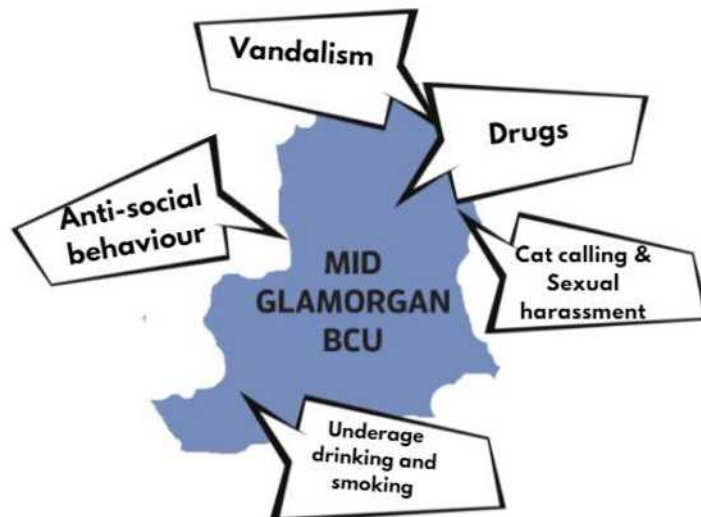 Vandalism
Drugs
Anti-social
behaviour
Cat calling &
Sexual
harassment
MID
GLAMORGAN
BCU
Underage
drinking and
smoking